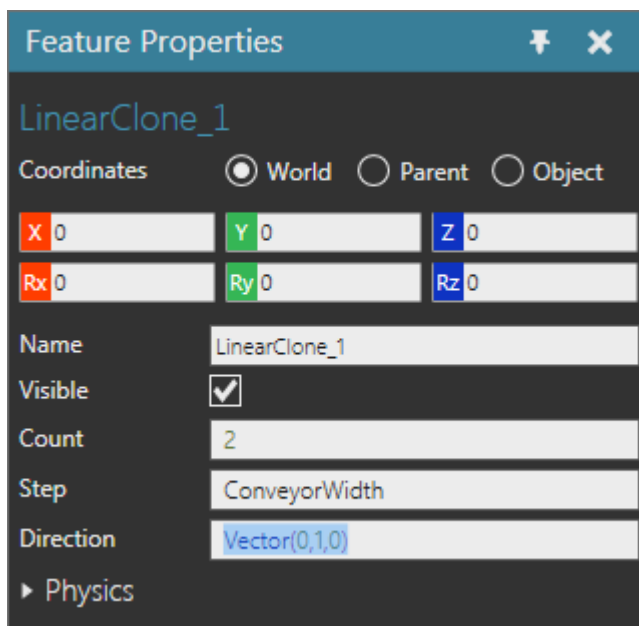 Feature Properties
LinearClone_1
Coordinates World Parent Object
X 0 Y 0 Z 0
Rx 0 Ry 0 Rz 0
Name LinearClone_1
Visible
Count 2
Step ConveyorWidth
Direction Vector(0,1,0)
Physics